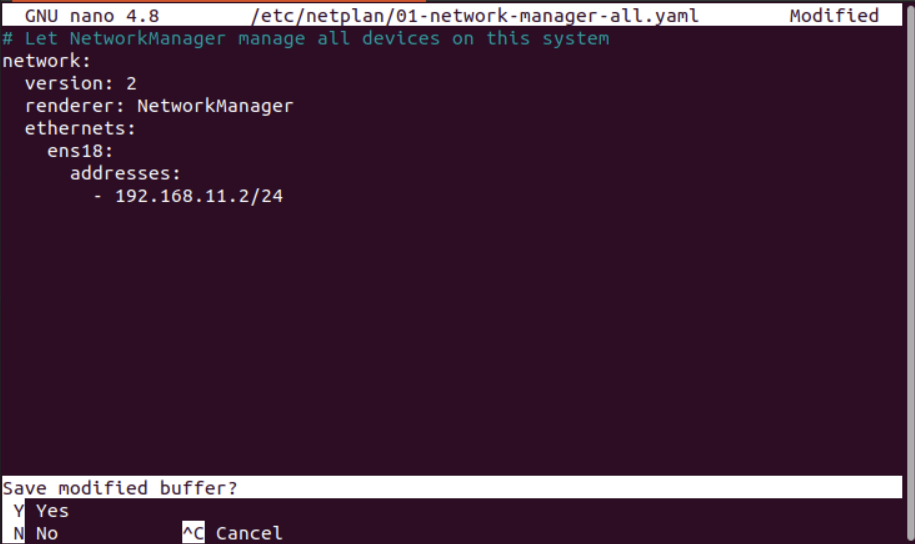 GNU nano 4.8 /etc/netplan/01-network-manager-all.yaml Modified
# Let NetworkManager manage all devices on this system
network:
  version: 2
  renderer: NetworkManager
  ethernets:
    ens18:
      addresses:
        - 192.168.11.2/24
Save modified buffer?
Y Yes
N No ^C Cancel